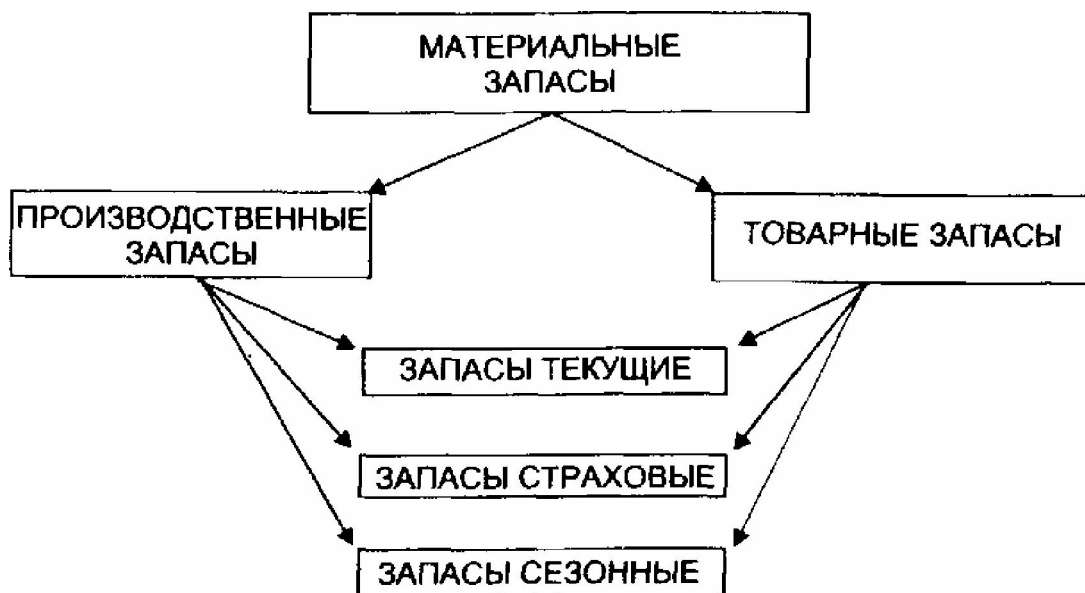 МАТЕРИАЛЬНЫЕ
ЗАПАСЫ
ПРОИЗВОДСТВЕННЫЕ
ЗАПАСЫ
ТОВАРНЫЕ ЗАПАСЫ
ЗАПАСЫ ТЕКУЩИЕ
ЗАПАСЫ СТРАХОВЫЕ
ЗАПАСЫ СЕЗОННЫЕ